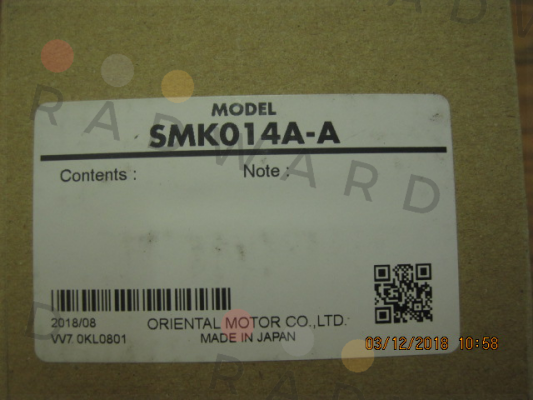 RADWARD
MODEL
SMK014A-A
Contents : Note :
2018/08 ORIENTAL MOTOR CO.,LTD.
VV7. 0KL0801 MADE IN JAPAN
03/12/2018 10:58